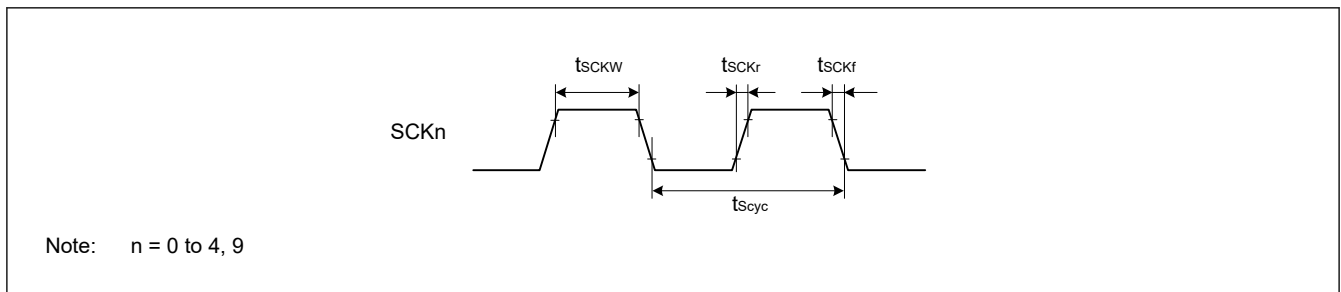 tSCKW tSCKr tSCKf
SCKn
tScyc
Note: n = 0 to 4, 9